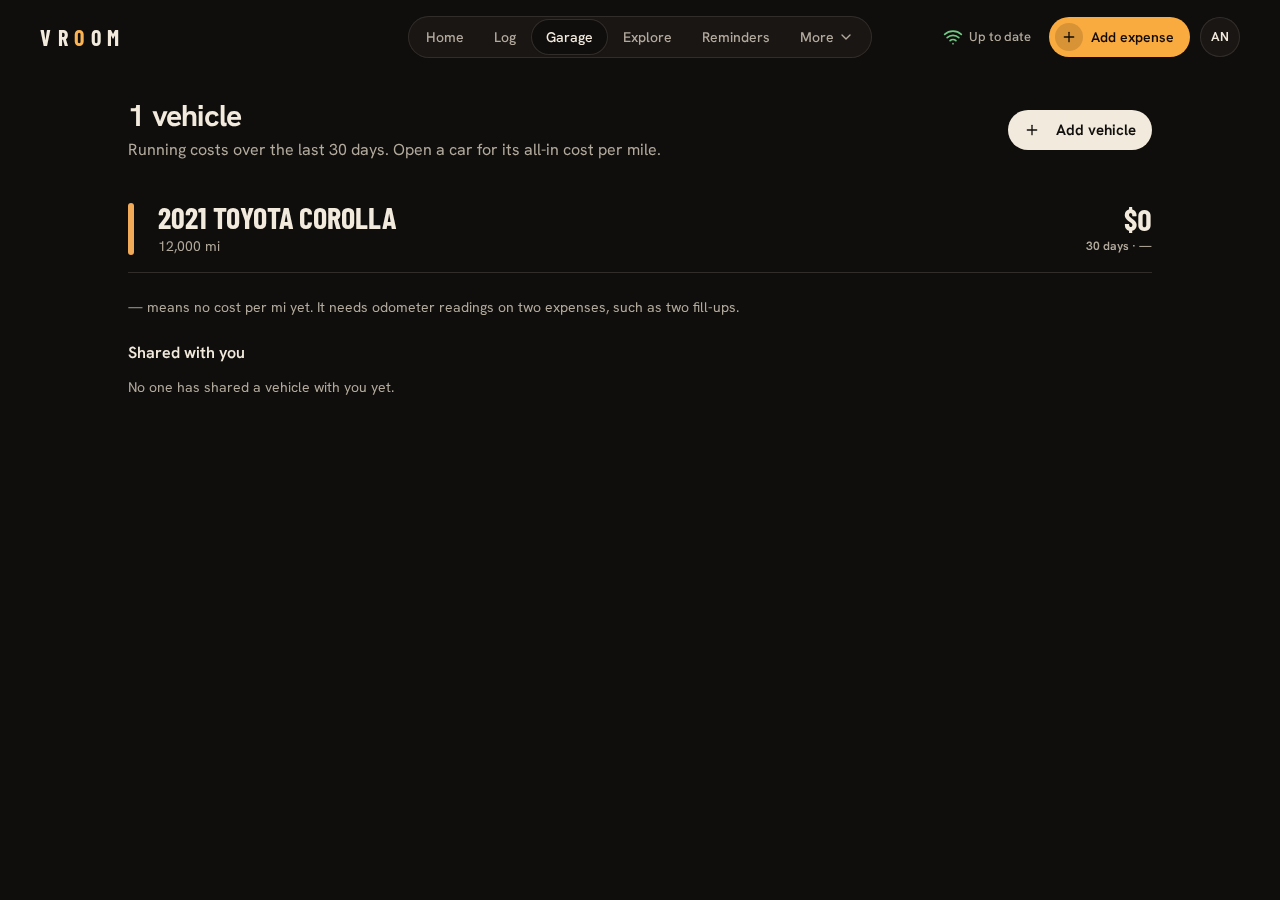 VROOM
Home
Log
Garage
Explore
Reminders
More
Up to date
Add expense
AN
1 vehicle
Running costs over the last 30 days. Open a car for its all-in cost per mile.
Add vehicle
2021 TOYOTA COROLLA
$0
12,000 mi
30 days · —
— means no cost per mi yet. It needs odometer readings on two expenses, such as two fill-ups.
Shared with you
No one has shared a vehicle with you yet.